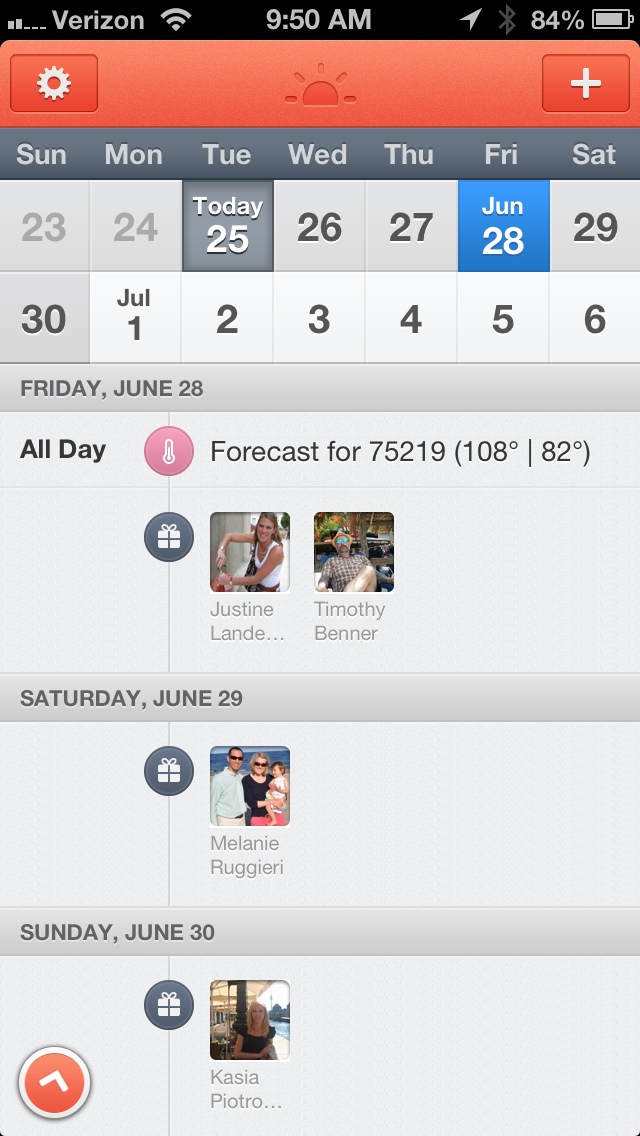 Verizon 9:50 AM 84%
Sun Mon Tue Wed Thu Fri Sat
23 24 Today 25 26 27 Jun 28 29
30 Jul 1 2 3 4 5 6
FRIDAY, JUNE 28
All Day Forecast for 75219 (108° | 82°)
Justine Timothy
Lande… Benner
SATURDAY, JUNE 29
Melanie
Ruggieri
SUNDAY, JUNE 30
Kasia
Piotro…